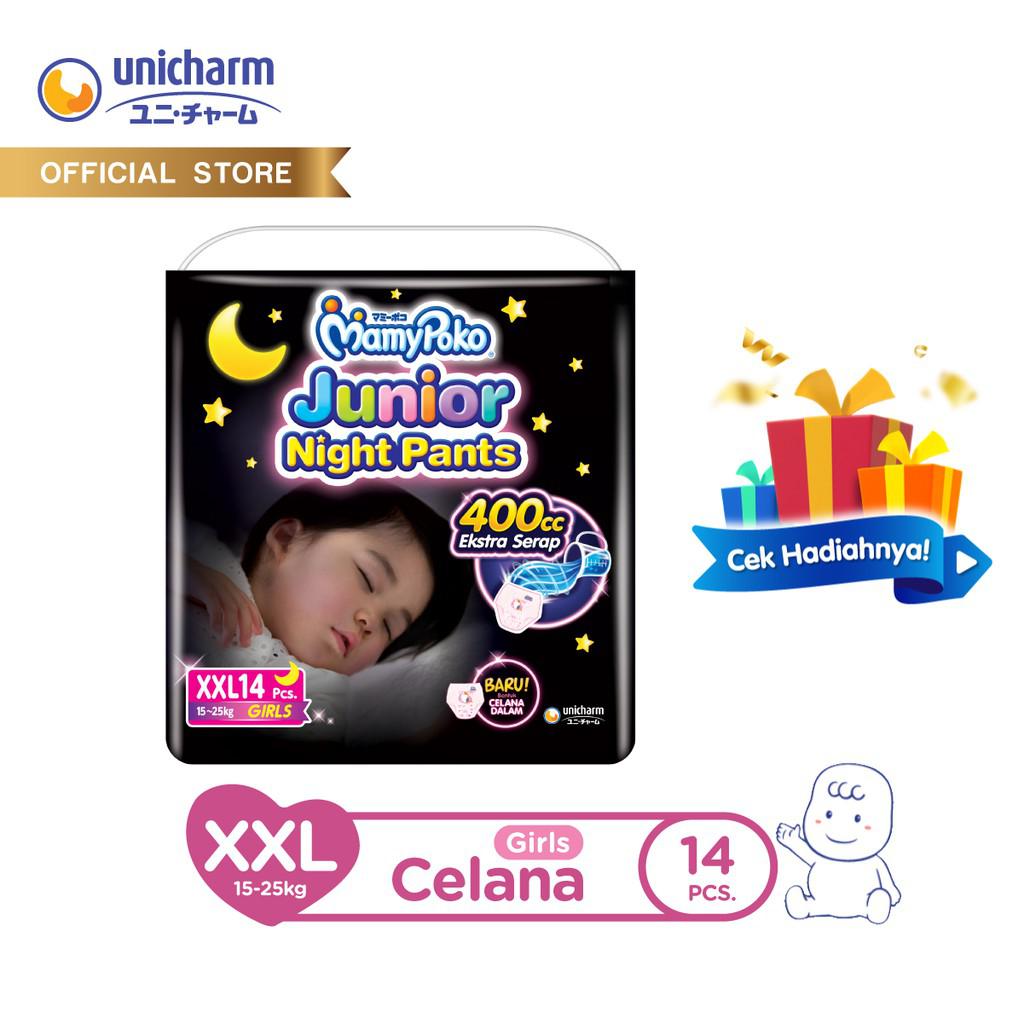 unicharm
ユニ・チャーム
OFFICIAL STORE
マミーポコ
MamyPoko
Junior
Night Pants
400cc
Ekstra Serap
Cek Hadiahnya!
XXL14 Pcs.
15~25kg GIRLS
BARU!
Bentuk
CELANA
DALAM
unicharm
ユニ・チャーム
XXL
15-25kg
Girls
Celana
14
PCS.